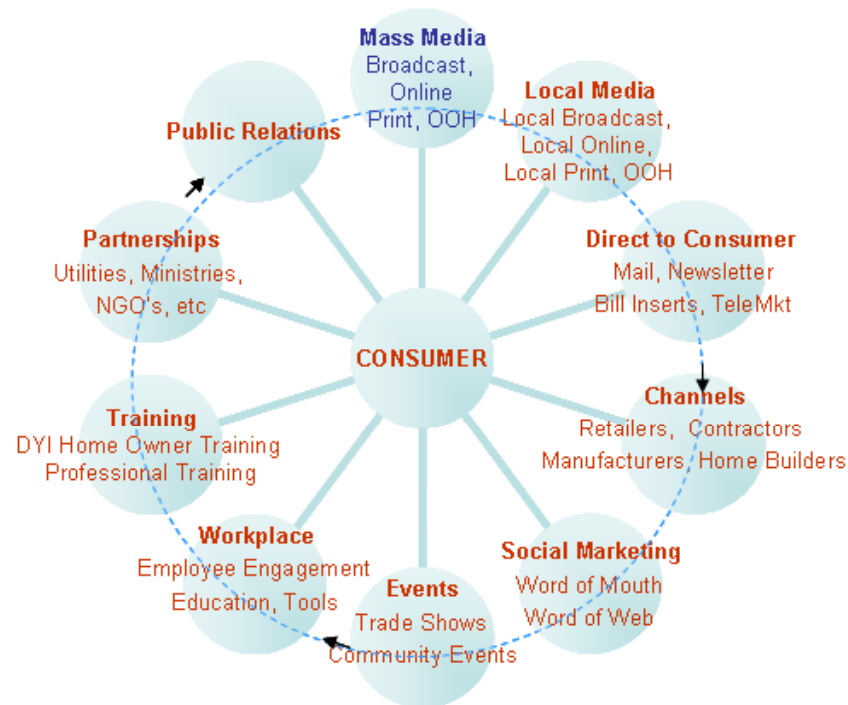 Mass Media
Broadcast,
Online
Print, OOH
Local Media
Local Broadcast,
Local Online,
Local Print, OOH
Direct to Consumer
Mail, Newsletter
Bill Inserts, TeleMkt
Channels
Retailers, Contractors
Manufacturers, Home Builders
Social Marketing
Word of Mouth
Word of Web
Events
Trade Shows
Community Events
Workplace
Employee Engagement
Education, Tools
Training
DYI Home Owner Training
Professional Training
Partnerships
Utilities, Ministries,
NGO's, etc
Public Relations
CONSUMER